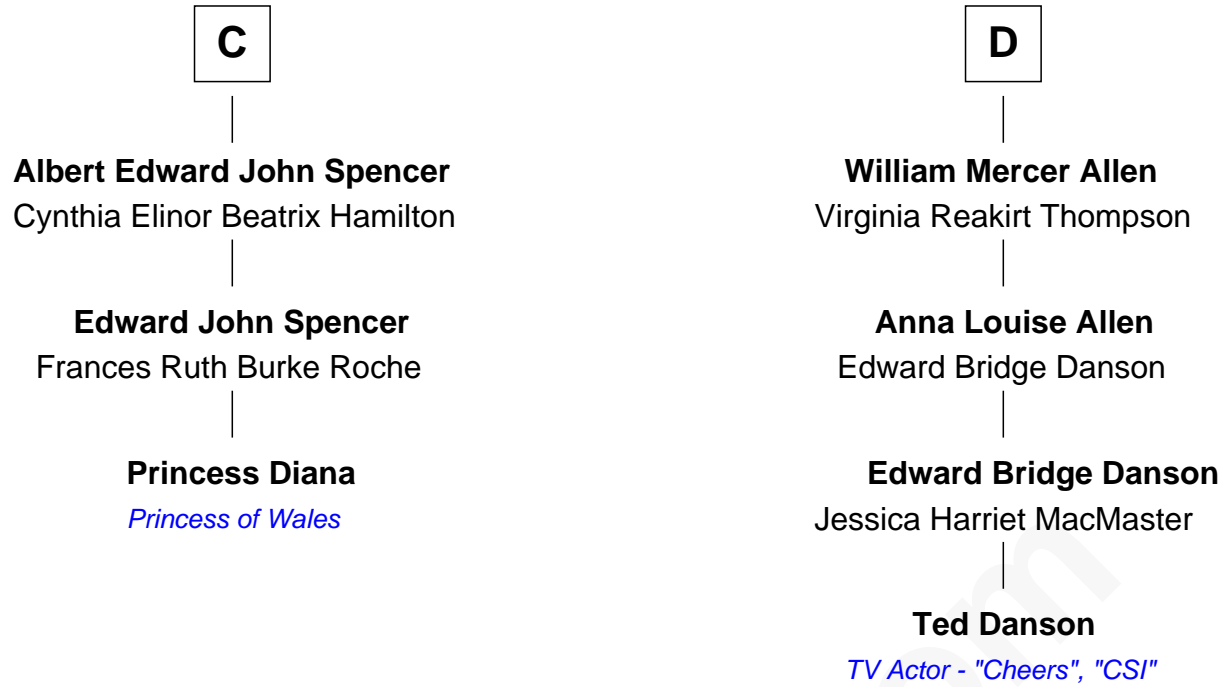 C
Albert Edward John Spencer
Cynthia Elinor Beatrix Hamilton
Edward John Spencer
Frances Ruth Burke Roche
Princess Diana
Princess of Wales
D
William Mercer Allen
Virginia Reakirt Thompson
Anna Louise Allen
Edward Bridge Danson
Edward Bridge Danson
Jessica Harriet MacMaster
Ted Danson
TV Actor - "Cheers", "CSI"